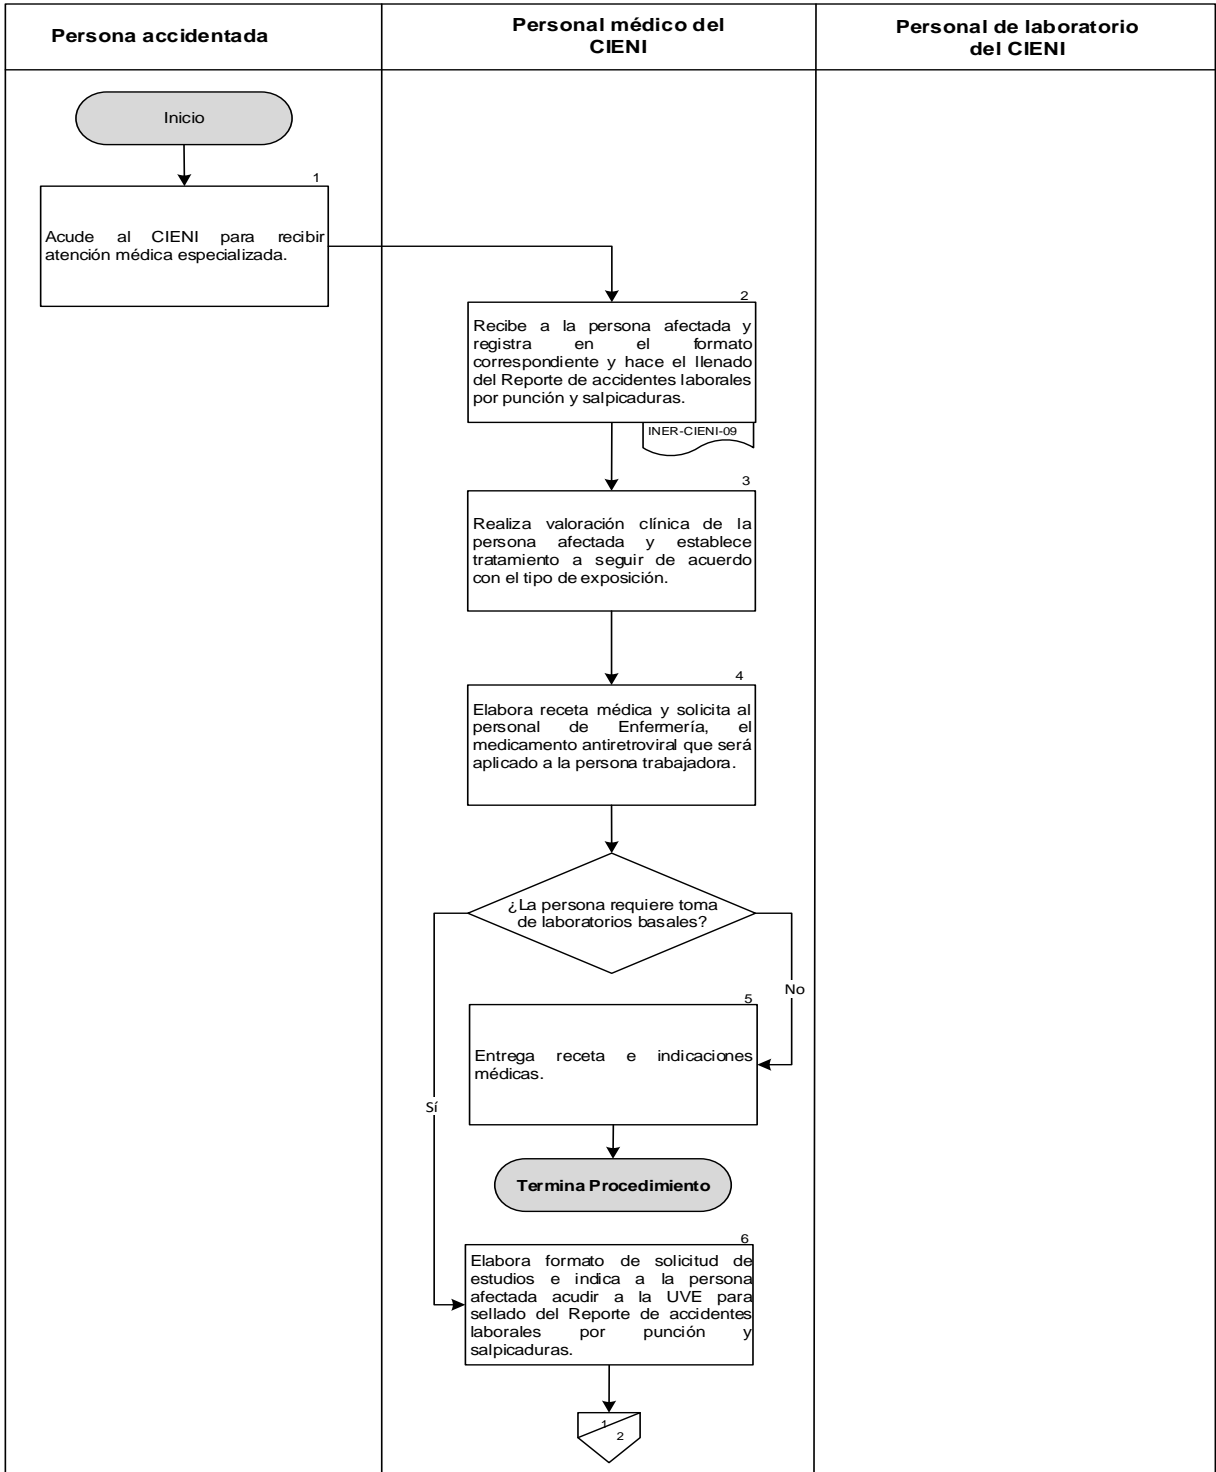 Persona accidentada
Personal médico del
CIENI
Personal de laboratorio
del CIENI
Inicio
1
Acude al CIENI para recibir
atención médica especializada.
2
Recibe a la persona afectada y
registra en el formato
correspondiente y hace el llenado
del Reporte de accidentes laborales
por punción y salpicaduras.
INER-CIENI-09
3
Realiza valoración clínica de la
persona afectada y establece
tratamiento a seguir de acuerdo
con el tipo de exposición.
4
Elabora receta médica y solicita al
personal de Enfermería, el
medicamento antiretroviral que será
aplicado a la persona trabajadora.
¿La persona requiere toma
de laboratorios basales?
No
5
Entrega receta e indicaciones
médicas.
Sí
Termina Procedimiento
6
Elabora formato de solicitud de
estudios e indica a la persona
afectada acudir a la UVE para
sellado del Reporte de accidentes
laborales por punción y
salpicaduras.
1
2